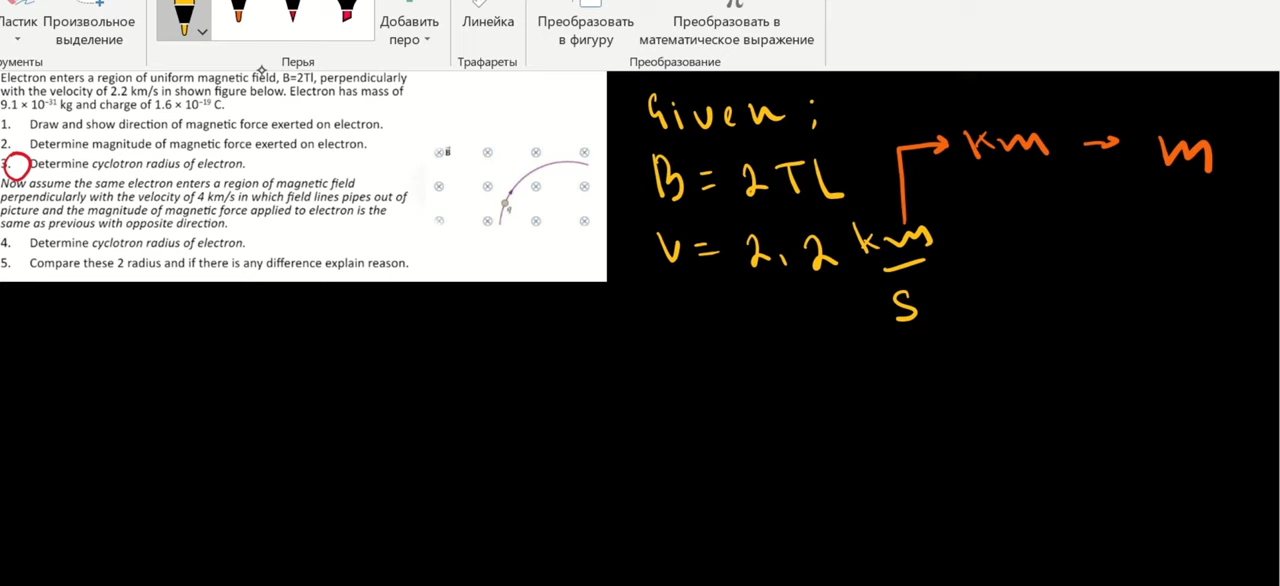 Ластик Произвольное выделение
Добавить перо
Линейка
Преобразовать в фигуру
Преобразовать в математическое выражение
рументы
Перья
Трафареты
Преобразование
Electron enters a region of uniform magnetic field, B=2Tl, perpendicularly
with the velocity of 2.2 km/s in shown figure below. Electron has mass of
9.1 × 10⁻³¹ kg and charge of 1.6 × 10⁻¹⁹ C.
1. Draw and show direction of magnetic force exerted on electron.
2. Determine magnitude of magnetic force exerted on electron.
3. Determine cyclotron radius of electron.
Now assume the same electron enters a region of magnetic field
perpendicularly with the velocity of 4 km/s in which field lines pipes out of
picture and the magnitude of magnetic force applied to electron is the
same as previous with opposite direction.
4. Determine cyclotron radius of electron.
5. Compare these 2 radius and if there is any difference explain reason.
B
q
Given;
B = 2 TL
km → m
v = 2,2 km
s